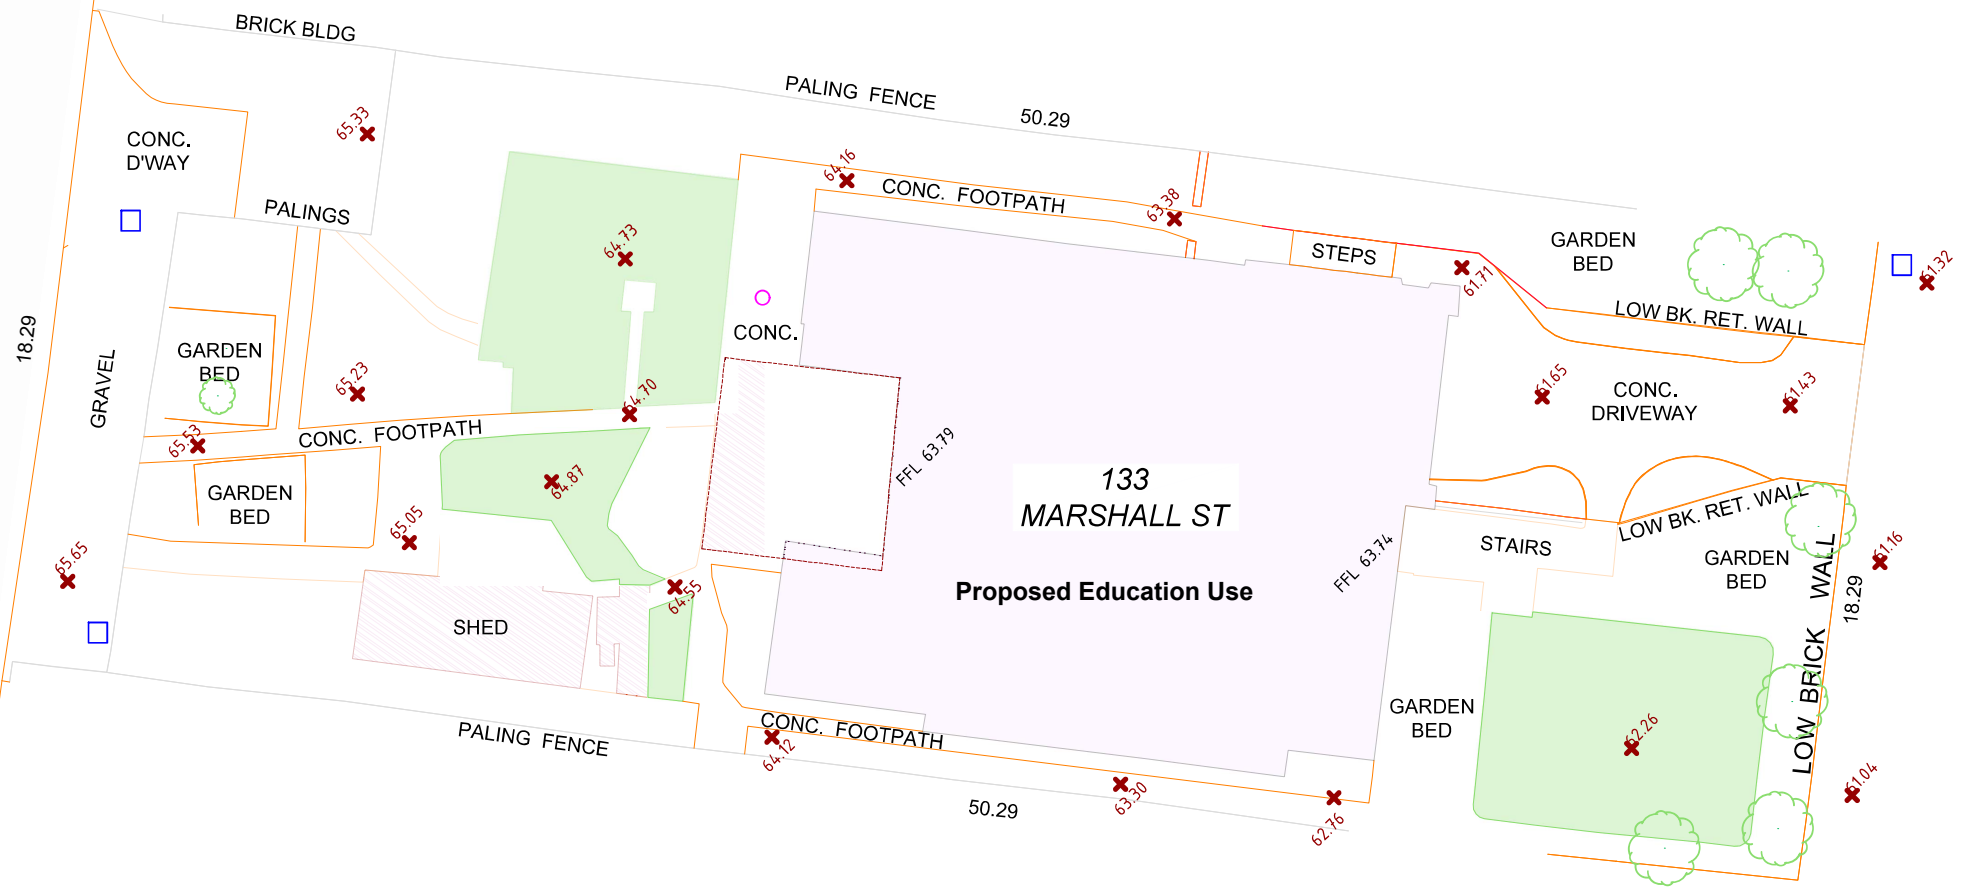 BRICK BLDG
PALING FENCE
50.29
CONC.
D'WAY
65.33
64.16
CONC. FOOTPATH
63.38
PALINGS
64.73
STEPS
61.71
GARDEN
BED
61.32
LOW BK. RET. WALL
CONC.
18.29
GRAVEL
GARDEN
BED
65.23
64.70
61.65
CONC.
DRIVEWAY
61.43
65.53
CONC. FOOTPATH
64.87
FFL 63.79
133
MARSHALL ST
Proposed Education Use
FFL 63.74
GARDEN
BED
65.05
LOW BK. RET. WALL
STAIRS
GARDEN
BED
61.16
65.65
64.55
SHED
LOW BRICK WALL
18.29
GARDEN
BED
62.26
61.04
PALING FENCE
CONC. FOOTPATH
64.12
63.30
62.76
50.29